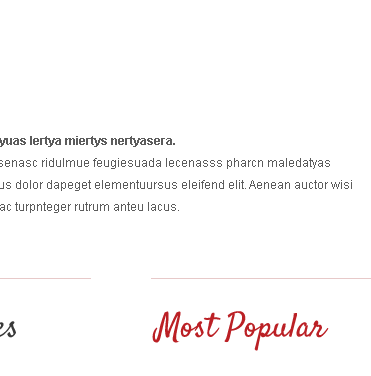 yuas lertya miertys nertyasera.
senasc ridulmue feugiesuada lecenasss pharcn maledatyas
us dolor dapeget elementuursus eleifend elit. Aenean auctor wisi
ac turpnteger rutrum anteu lacus.
es Most Popular